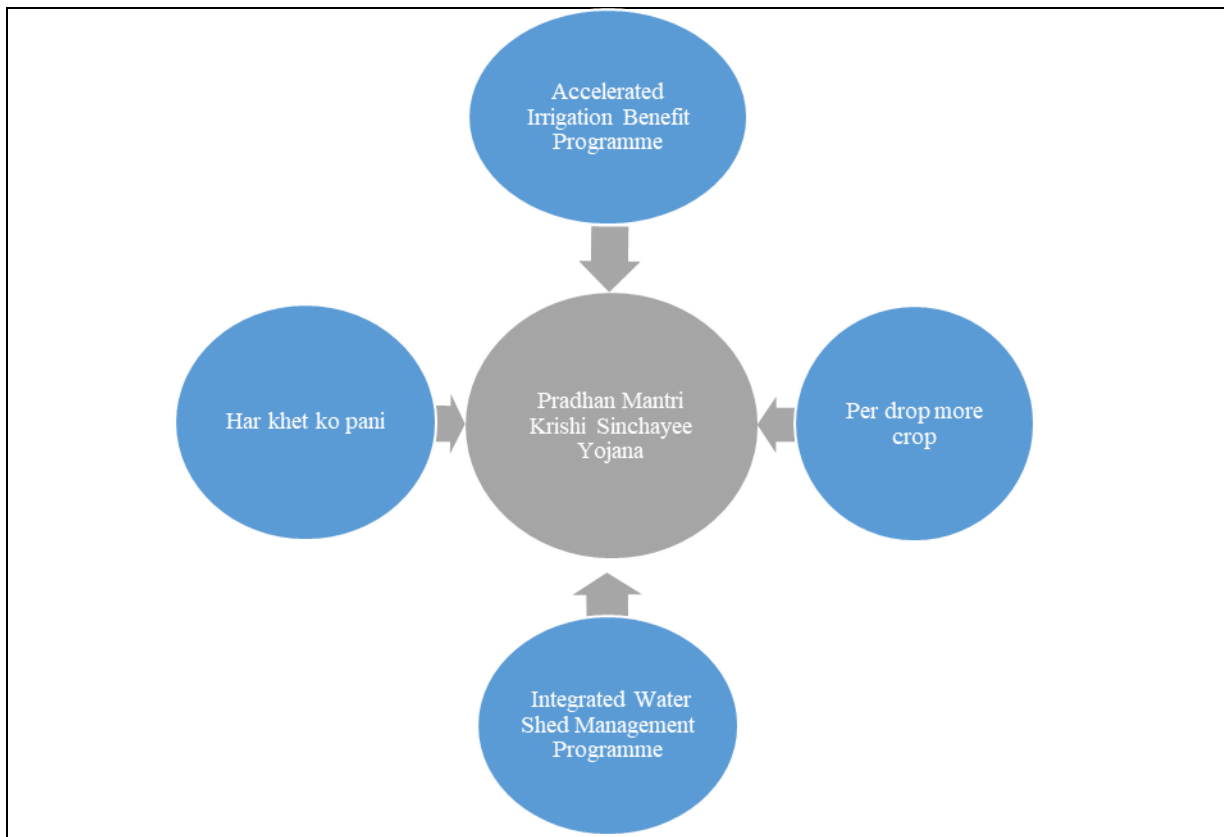 Accelerated
Irrigation Benefit
Programme
Har khet ko pani
Pradhan Mantri
Krishi Sinchayee
Yojana
Per drop more
crop
Integrated Water
Shed Management
Programme